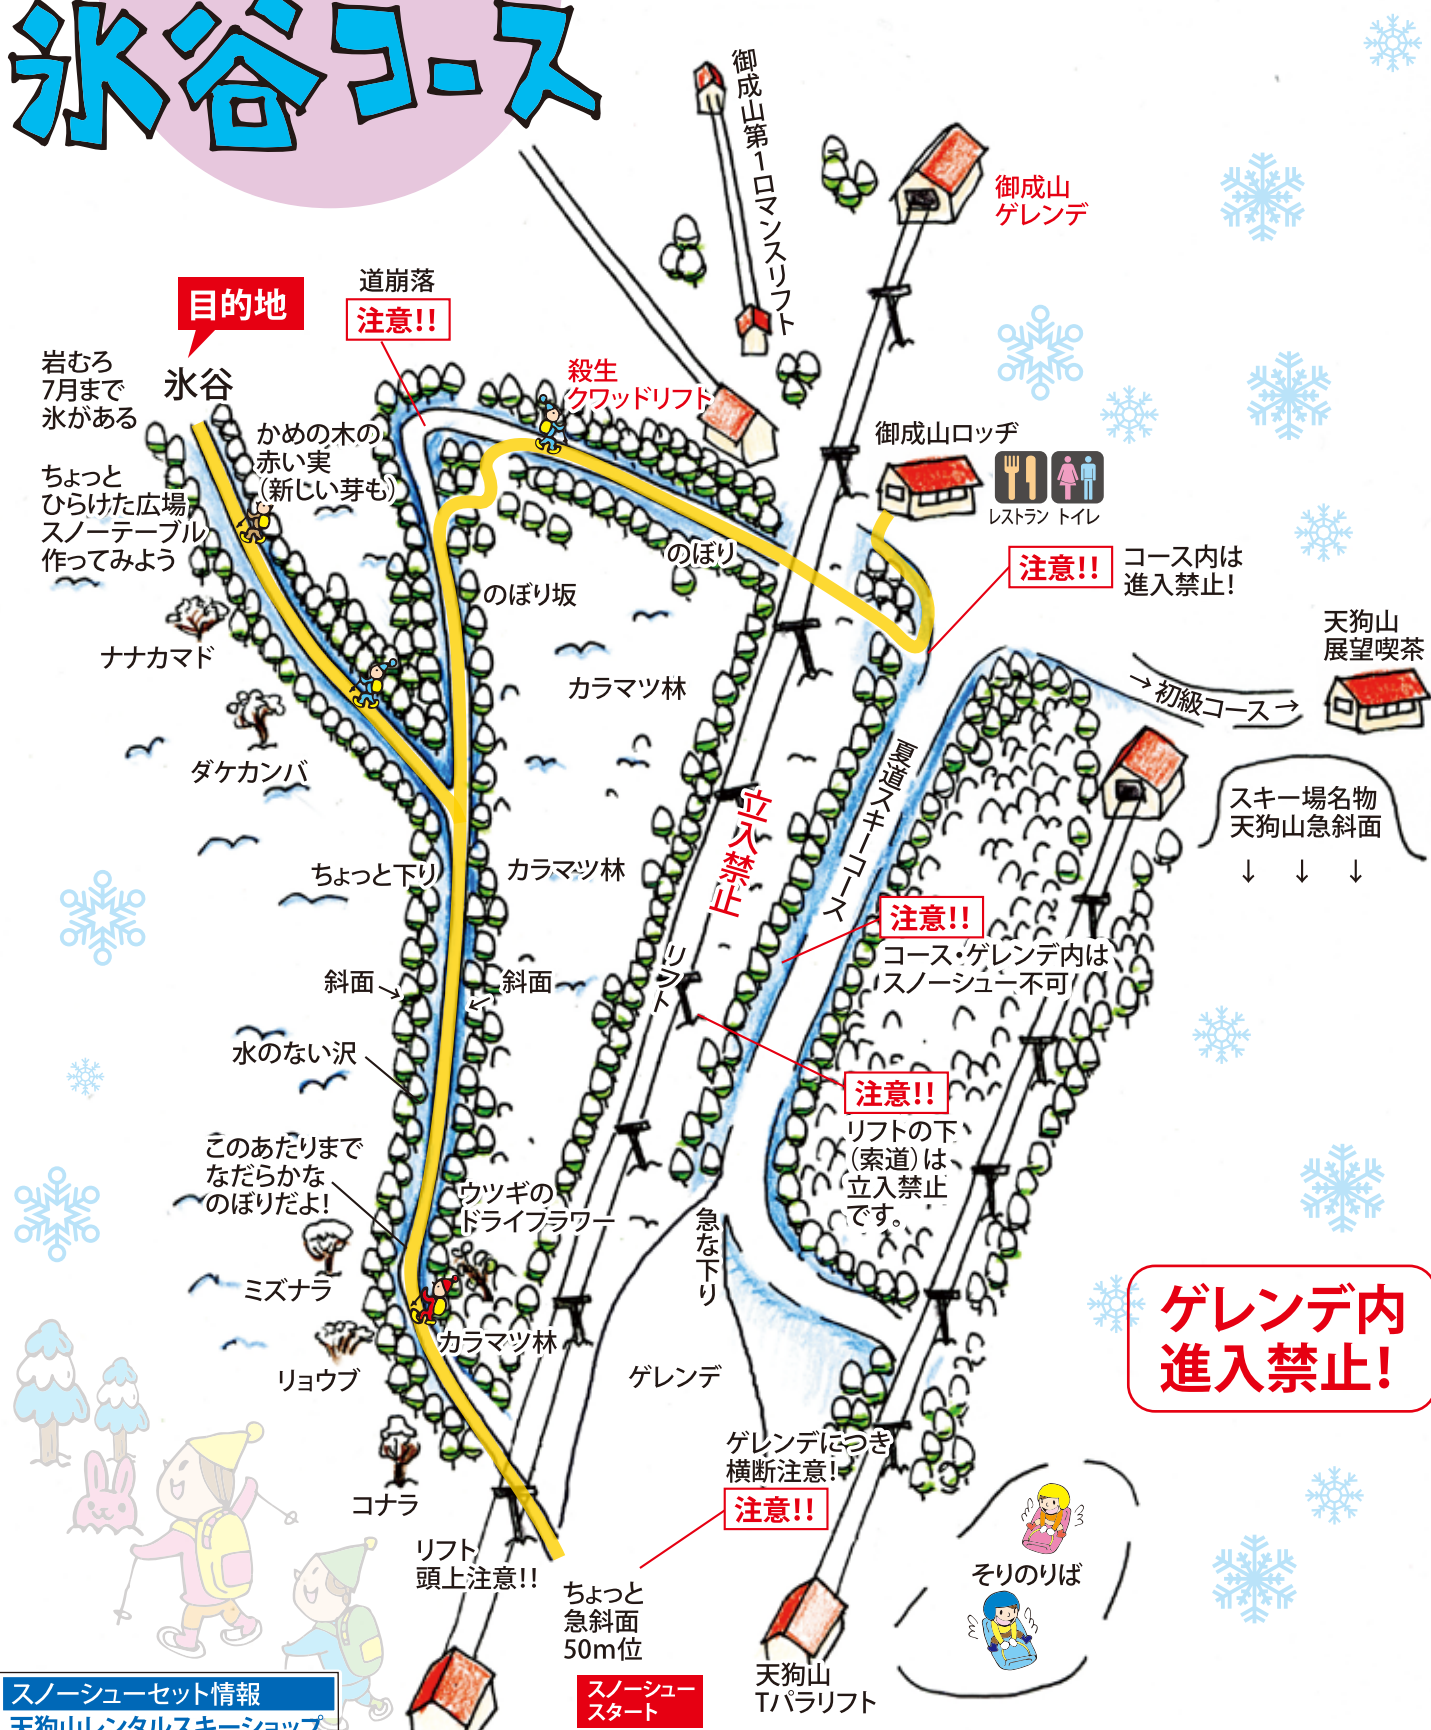 氷谷コース
御成山第1ロマンスリフト
御成山
ゲレンデ
目的地
氷谷
道崩落
注意!!
岩むろ
7月まで
氷がある
殺生
クワッドリフト
かめの木の
赤い実
(新しい芽も)
ちょっと
ひらけた広場
スノーテーブル
作ってみよう
御成山ロッヂ
レストラン トイレ
のぼり
のぼり坂
注意!!
コース内は
進入禁止!
天狗山
展望喫茶
→初級コース→
ナナカマド
カラマツ林
ダケカンバ
夏道スキーコース
立入禁止
スキー場名物
天狗山急斜面
↓ ↓ ↓
ちょっと下り
カラマツ林
注意!!
コース・ゲレンデ内は
スノーシュー不可
リフト
斜面→
←斜面
水のない沢
注意!!
リフトの下
(索道)は
立入禁止
です。
このあたりまで
なだらかな
のぼりだよ!
ウツギの
ドライフラワー
急な下り
ミズナラ
カラマツ林
リョウブ
ゲレンデ
ゲレンデ内
進入禁止!
コナラ
ゲレンデにつき
横断注意!
注意!!
リフト
頭上注意!!
ちょっと
急斜面
50m位
そりのりば
天狗山
Tパラリフト
スノーシュー
スタート
スノーシューセット情報
天狗山レンタルスキーショップ